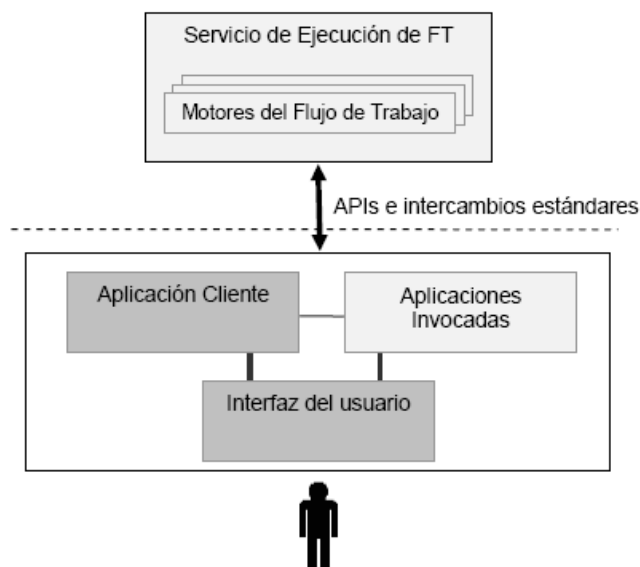 Servicio de Ejecución de FT
Motores del Flujo de Trabajo
APIs e intercambios estándares
Aplicación Cliente
Aplicaciones
Invocadas
Interfaz del usuario